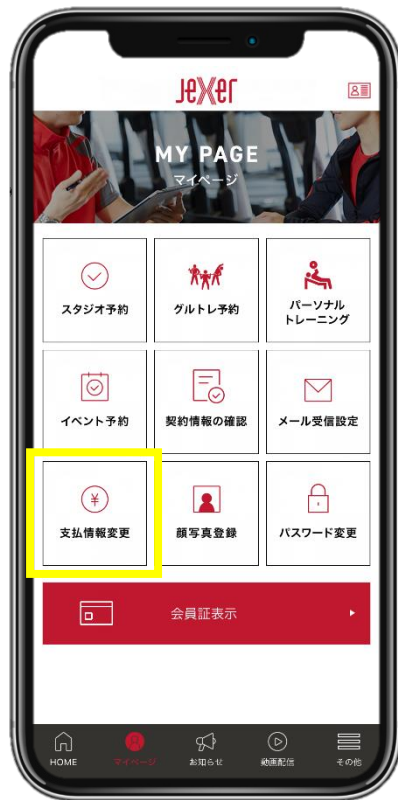 JEXER
MY PAGE
マイページ
スタジオ予約
グルトレ予約
パーソナル
トレーニング
イベント予約
契約情報の確認
メール受信設定
¥
支払情報変更
顔写真登録
パスワード変更
会員証表示
HOME
マイページ
お知らせ
動画配信
その他